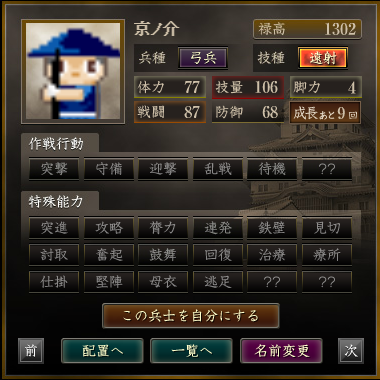 京ノ介 禄高 1302
兵種 弓兵 技種 遠射
体力 77 技量 106 脚力 4
戦闘 87 防御 68 成長あと9回
作戦行動
突撃 守備 迎撃 乱戦 待機 ??
特殊能力
突進 攻略 膂力 連発 鉄壁 見切
討取 奮起 鼓舞 回復 治療 療所
仕掛 堅陣 母衣 逃足 ?? ??
この兵士を自分にする
前 配置へ 一覧へ 名前変更 次